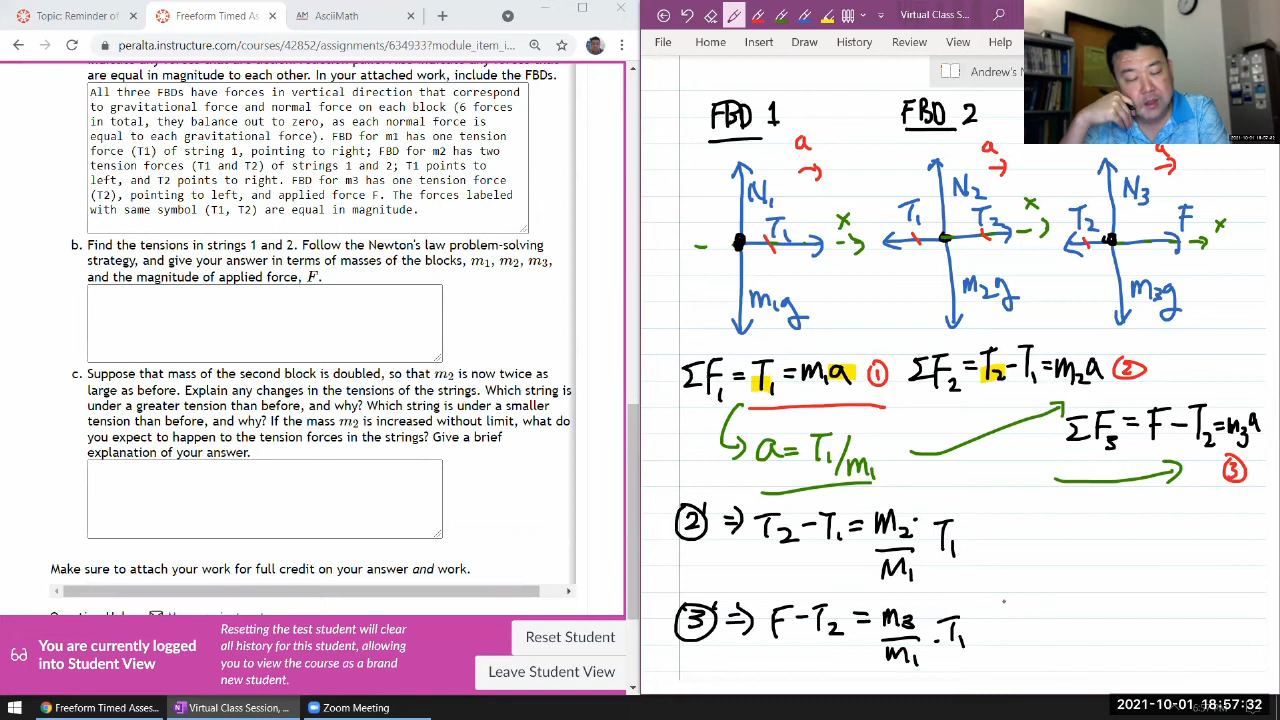 Topic Reminder of
Freeform Timed As
AsciiMath
peralta.instructure.com/courses/42852/assignments/634933?module_item_i...
are equal in magnitude to each other. In your attached work, include the FBDs.
All three FBDs have forces in vertical direction that correspond
to gravitational force and normal force on each block (6 forces
in total, they balance out to zero, as each normal force is
equal to each gravitational force). FBD for m1 has one tension
force (T1) of string 1, pointing to right. FBD for m2 has two
tension forces (T1 and T2) of strings 1 and 2; T1 points to
left, and T2 points to right. FBD for m3 has one tension force
(T2), pointing to left, and applied force F. The forces labeled
with same symbol (T1, T2) are equal in magnitude.
b. Find the tensions in strings 1 and 2. Follow the Newton's law problem-solving
strategy, and give your answer in terms of masses of the blocks, m₁, m₂, m₃,
and the magnitude of applied force, F.
c. Suppose that mass of the second block is doubled, so that m₂ is now twice as
large as before. Explain any changes in the tensions of the strings. Which string is
under a greater tension than before, and why? Which string is under a smaller
tension than before, and why? If the mass m₂ is increased without limit, what do
you expect to happen to the tension forces in the strings? Give a brief
explanation of your answer.
Make sure to attach your work for full credit on your answer and work.
You are currently logged
into Student View
Resetting the test student will clear
all history for this student, allowing
you to view the course as a brand
new student.
Reset Student
Leave Student View
Freeform Timed Asses...
Virtual Class Session, ...
Zoom Meeting
Virtual Class S...
File Home Insert Draw History Review View Help
Andrew's N
FBD 1
FBD 2
a
a
a
N₁
N₂
N₃
T₁
x
T₁
T₂
x
T₂
F
x
m₁g
m₂g
m₃g
ΣF₁ = T₁ = m₁a ①
ΣF₂ = T₂ - T₁ = m₂a ②
ΣF₃ = F - T₂ = m₃a
③
a = T₁/m₁
②' ⇒ T₂ - T₁ = m₂/m₁ · T₁
③' ⇒ F - T₂ = m₃/m₁ · T₁
2021-10-01 18:57:32